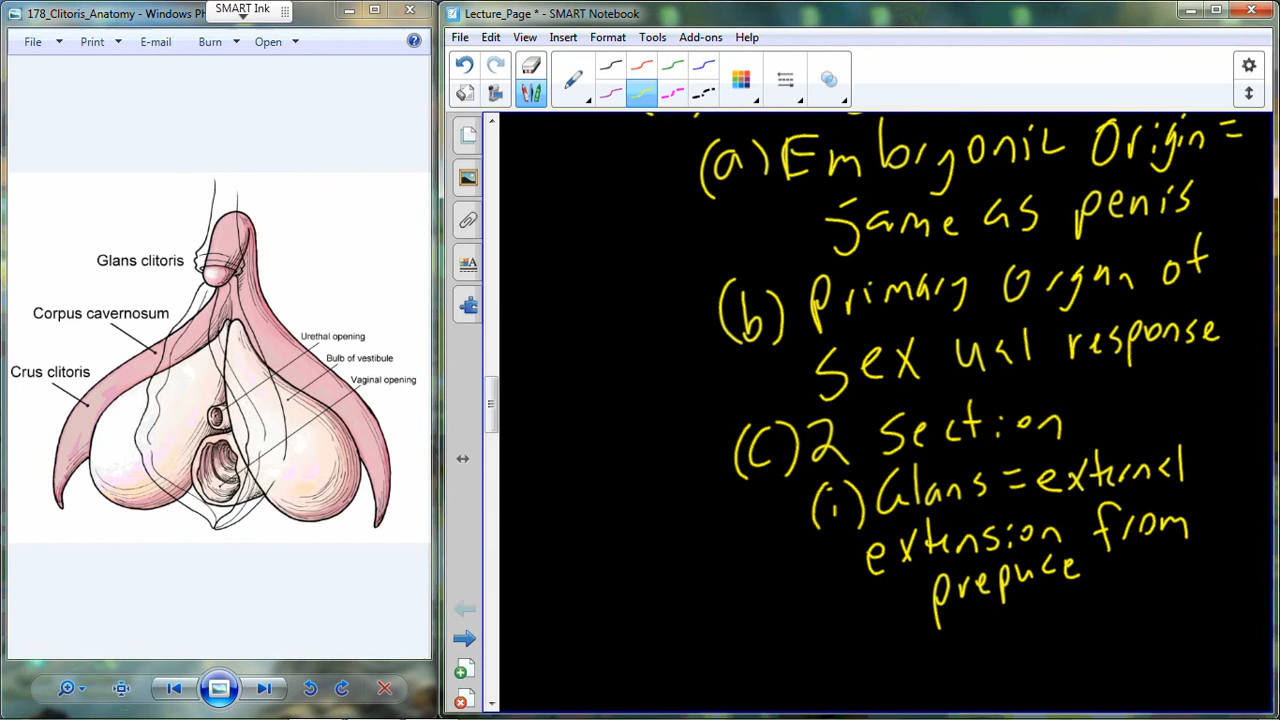 178_Clitoris_Anatomy - Windows Ph
SMART Ink
File Print E-mail Burn Open
Glans clitoris
Corpus cavernosum
Urethal opening
Bulb of vestibule
Crus clitoris
Vaginal opening
Lecture_Page * - SMART Notebook
File Edit View Insert Format Tools Add-ons Help
(a) Embryonic Origin =
same as penis
(b) Primary Organ of
sexual response
(c) 2 section
(i) Glans = external
extension from
prepuce